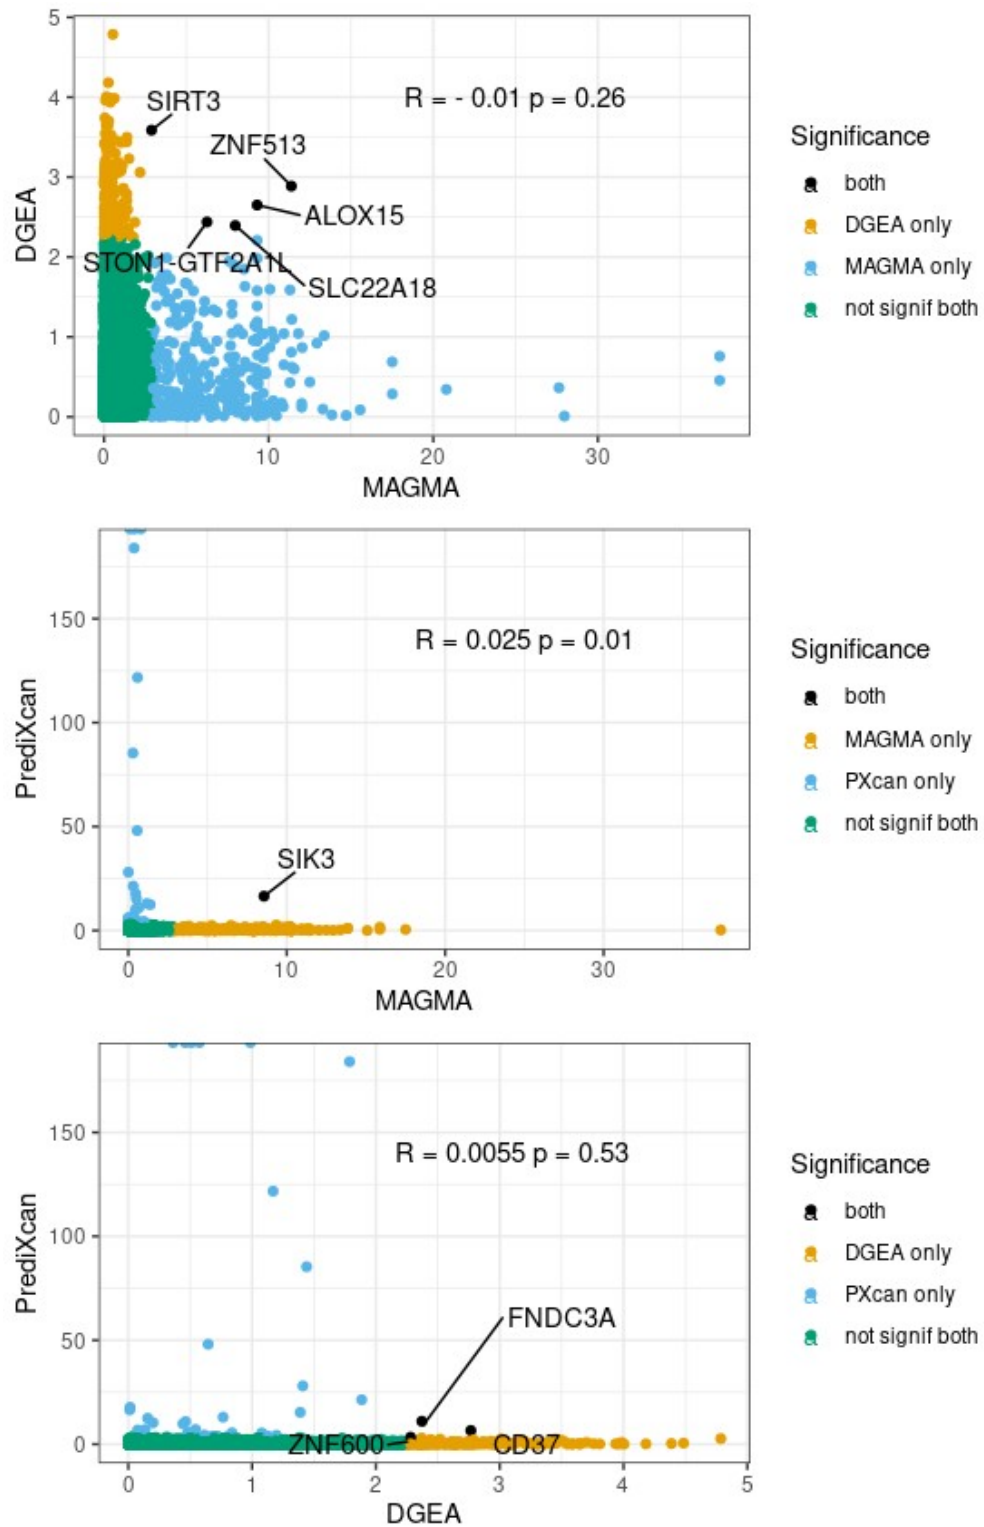 5
4
3
2
1
0
DGEA
SIRT3
R = - 0.01 p = 0.26
ZNF513
ALOX15
STON1-GTF2A1L
SLC22A18
0 10 20 30
MAGMA
Significance
both
DGEA only
MAGMA only
not signif both
150
100
50
0
PrediXcan
R = 0.025 p = 0.01
SIK3
0 10 20 30
MAGMA
Significance
both
MAGMA only
PXcan only
not signif both
150
100
50
0
PrediXcan
R = 0.0055 p = 0.53
FNDC3A
ZNF600
CD37
0 1 2 3 4 5
DGEA
Significance
both
DGEA only
PXcan only
not signif both